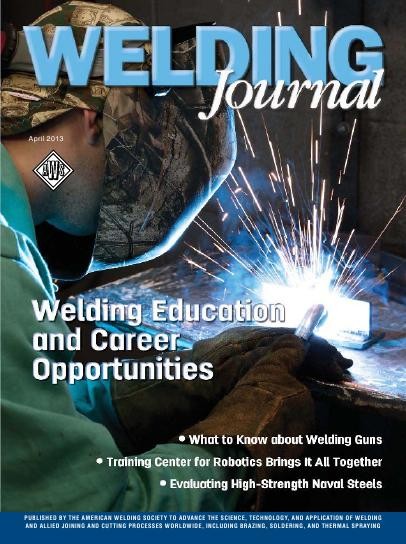 WELDING
Journal
April 2013
AWS
Welding Education
and Career
Opportunities
• What to Know about Welding Guns
• Training Center for Robotics Brings It All Together
• Evaluating High-Strength Naval Steels
PUBLISHED BY THE AMERICAN WELDING SOCIETY TO ADVANCE THE SCIENCE, TECHNOLOGY, AND APPLICATION OF WELDING
AND ALLIED JOINING AND CUTTING PROCESSES WORLDWIDE, INCLUDING BRAZING, SOLDERING, AND THERMAL SPRAYING